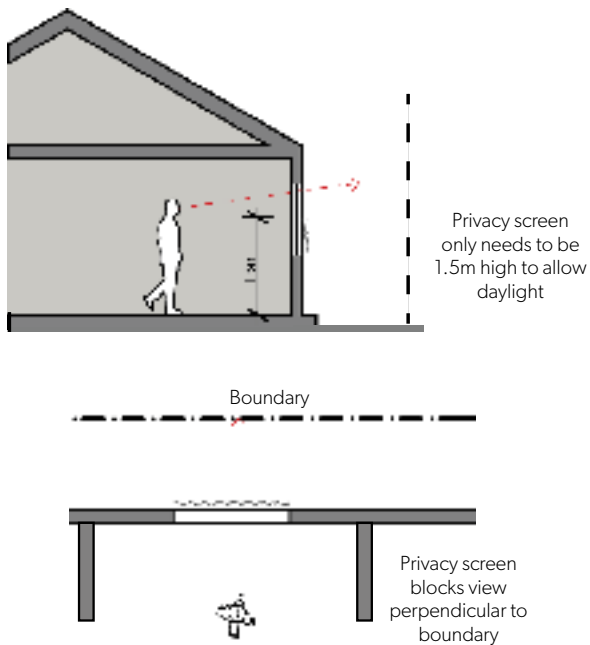 Privacy screen
only needs to be
1.5m high to allow
daylight
Boundary
Privacy screen
blocks view
perpendicular to
boundary